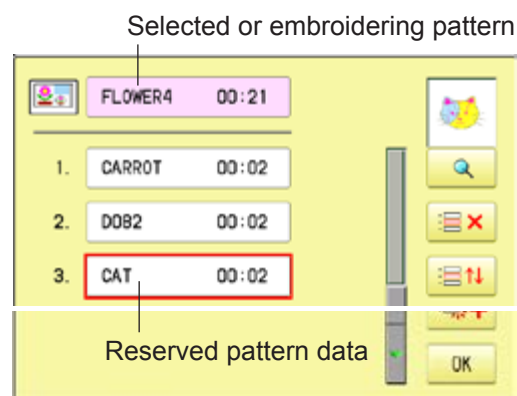 Selected or embroidering pattern
FLOWER4 00:21
1. CARROT 00:02
2. DOB2 00:02
3. CAT 00:02
Reserved pattern data
OK